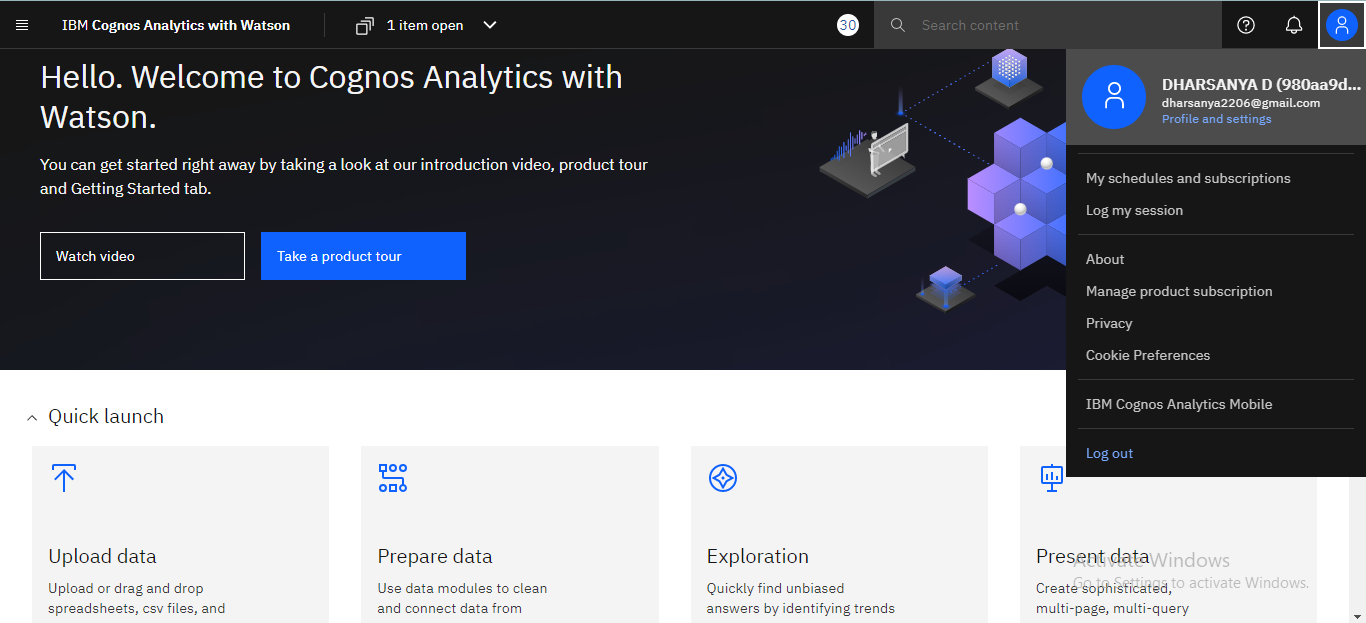 IBM Cognos Analytics with Watson
1 item open
30
Search content
Hello. Welcome to Cognos Analytics with
Watson.
You can get started right away by taking a look at our introduction video, product tour
and Getting Started tab.
Watch video
Take a product tour
DHARSANYA D (980aa9d...
dharsanya2206@gmail.com
Profile and settings
My schedules and subscriptions
Log my session
About
Manage product subscription
Privacy
Cookie Preferences
IBM Cognos Analytics Mobile
Log out
Quick launch
Upload data
Upload or drag and drop
spreadsheets, csv files, and
Prepare data
Use data modules to clean
and connect data from
Exploration
Quickly find unbiased
answers by identifying trends
Present data
Create sophisticated,
multi-page, multi-query
Activate Windows
Go to Settings to activate Windows.